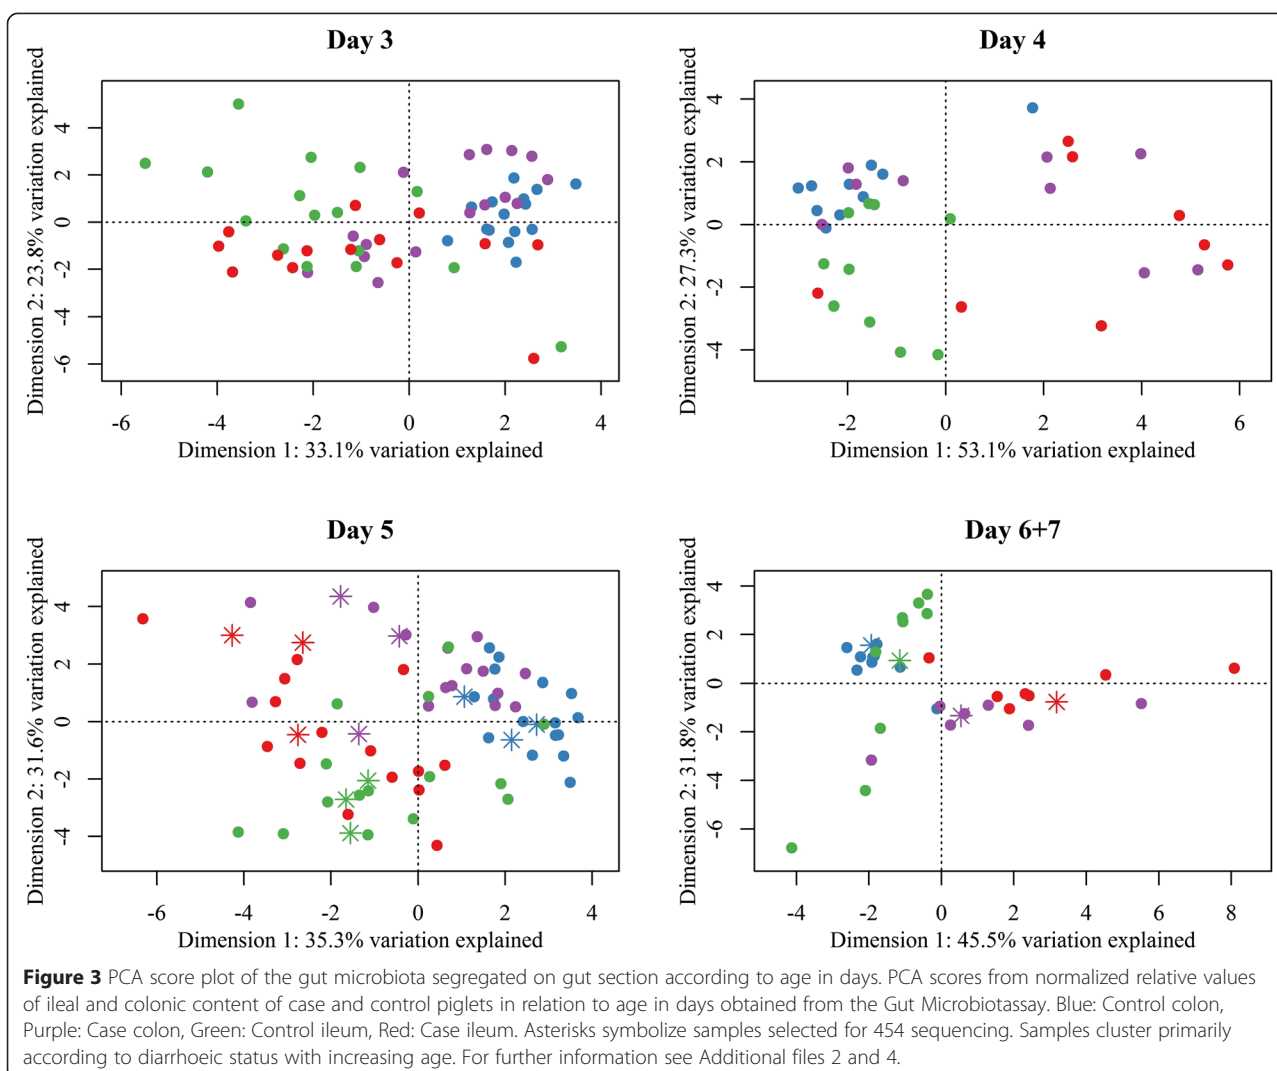 Day 3
Dimension 2: 23.8% variation explained
4
2
0
-2
-4
-6
-6 -4 -2 0 2 4
Dimension 1: 33.1% variation explained
Day 4
Dimension 2: 27.3% variation explained
4
2
0
-2
-4
-2 0 2 4 6
Dimension 1: 53.1% variation explained
Day 5
Dimension 2: 31.6% variation explained
4
2
0
-2
-4
-6 -4 -2 0 2 4
Dimension 1: 35.3% variation explained
Day 6+7
Dimension 2: 31.8% variation explained
4
2
0
-2
-4
-6
-4 -2 0 2 4 6 8
Dimension 1: 45.5% variation explained
Figure 3 PCA score plot of the gut microbiota segregated on gut section according to age in days. PCA scores from normalized relative values
of ileal and colonic content of case and control piglets in relation to age in days obtained from the Gut Microbiotassay. Blue: Control colon,
Purple: Case colon, Green: Control ileum, Red: Case ileum. Asterisks symbolize samples selected for 454 sequencing. Samples cluster primarily
according to diarrhoeic status with increasing age. For further information see Additional files 2 and 4.